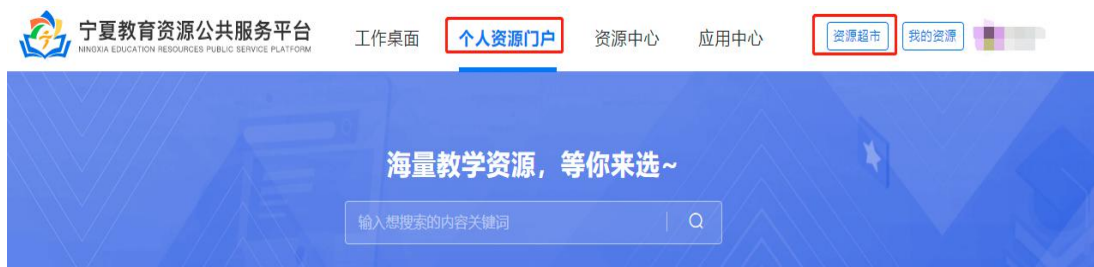 宁夏教育资源公共服务平台
NINGXIA EDUCATION RESOURCES PUBLIC SERVICE PLATFORM
工作桌面 个人资源门户 资源中心 应用中心 资源超市 我的资源
海量教学资源，等你来选~
输入想搜索的内容关键词